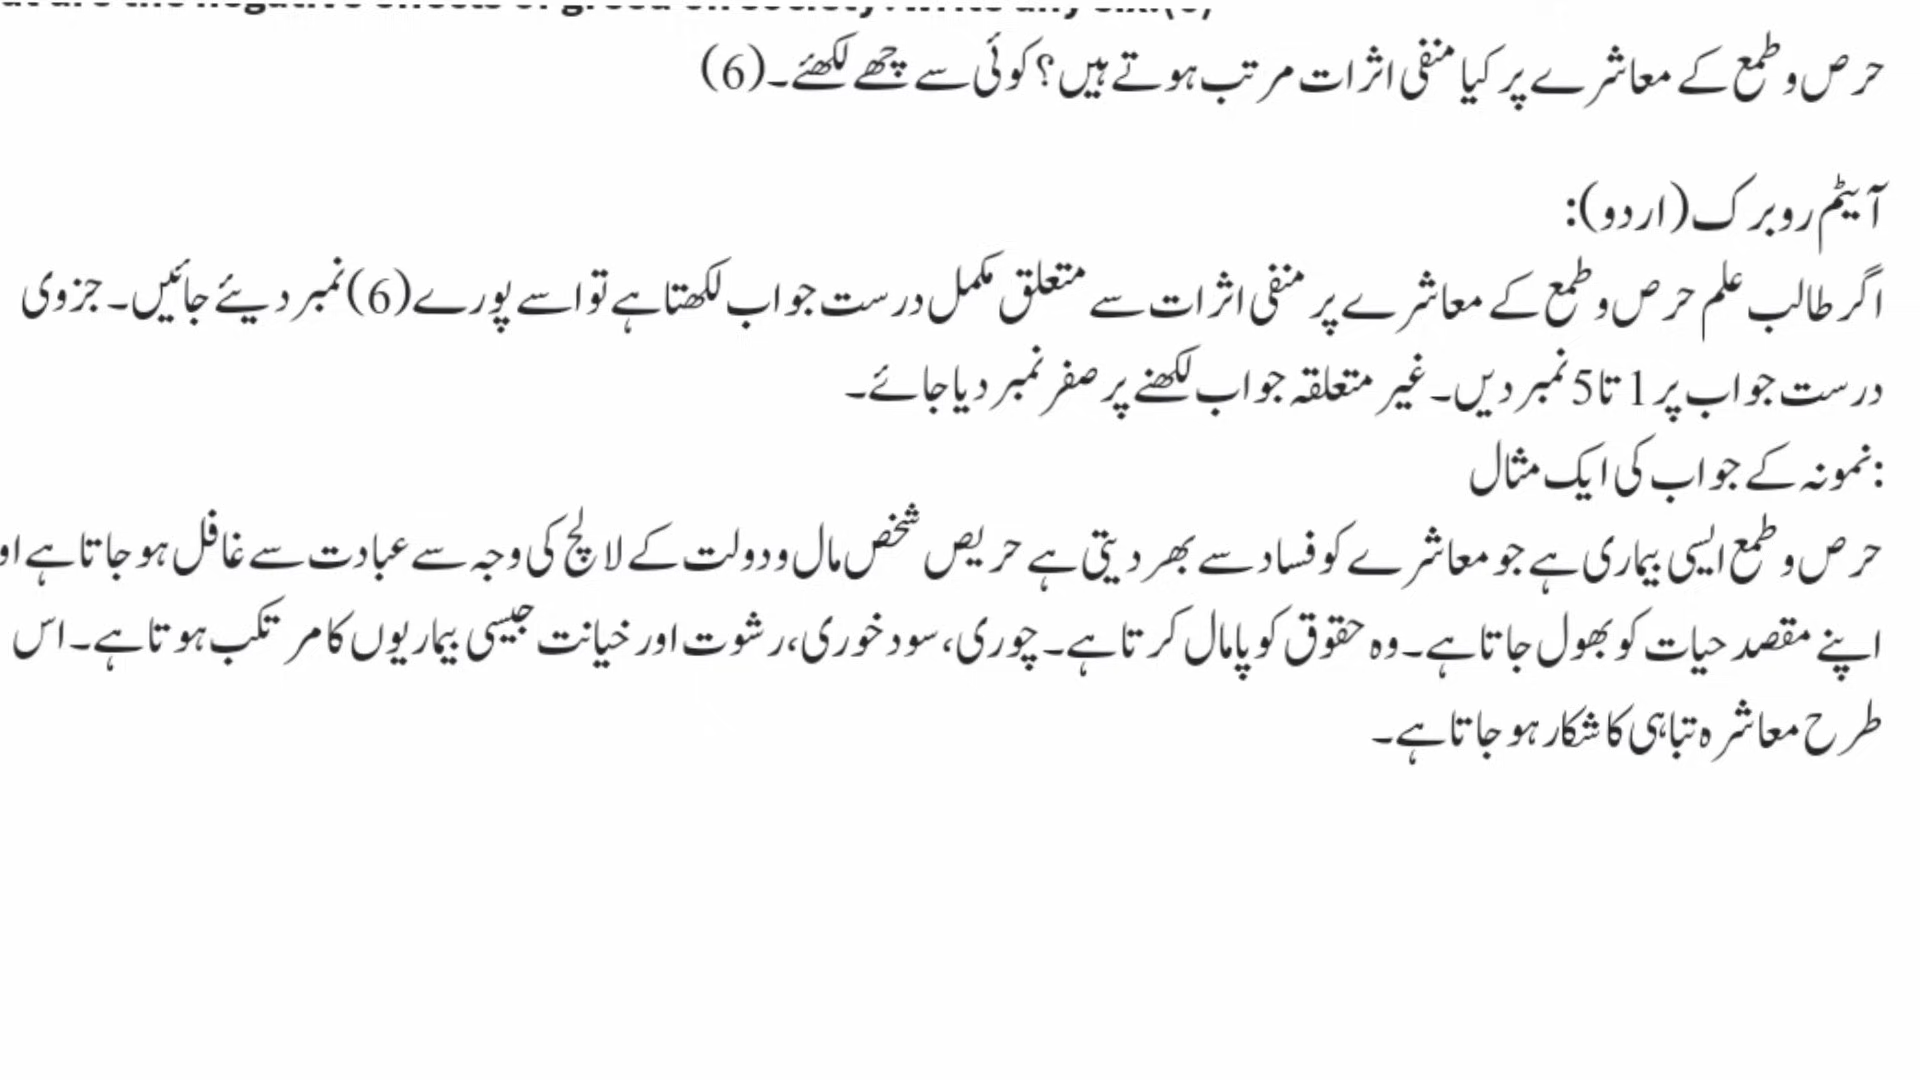 حرص و طمع کے معاشرے پر کیا منفی اثرات مرتب ہوتے ہیں؟ کوئی سے چھے لکھئے۔(6)
آیٹم روبرک (اردو):
اگر طالب علم حرص و طمع کے معاشرے پر منفی اثرات سے متعلق مکمل درست جواب لکھتا ہے تو اسے پورے (6) نمبر دیئے جائیں۔ جزوی
درست جواب پر 1 تا 5 نمبر دیں۔ غیر متعلقہ جواب لکھنے پر صفر نمبر دیا جائے۔
:نمونہ کے جواب کی ایک مثال
حرص و طمع ایسی بیماری ہے جو معاشرے کو فساد سے بھر دیتی ہے حریص شخص مال و دولت کے لالچ کی وجہ سے عبادت سے غافل ہو جاتا ہے
اپنے مقصد حیات کو بھول جاتا ہے۔ وہ حقوق کو پامال کرتا ہے۔ چوری، سود خوری، رشوت اور خیانت جیسی بیماریوں کا مرتکب ہوتا ہے۔ اس
طرح معاشرہ تباہی کا شکار ہو جاتا ہے۔